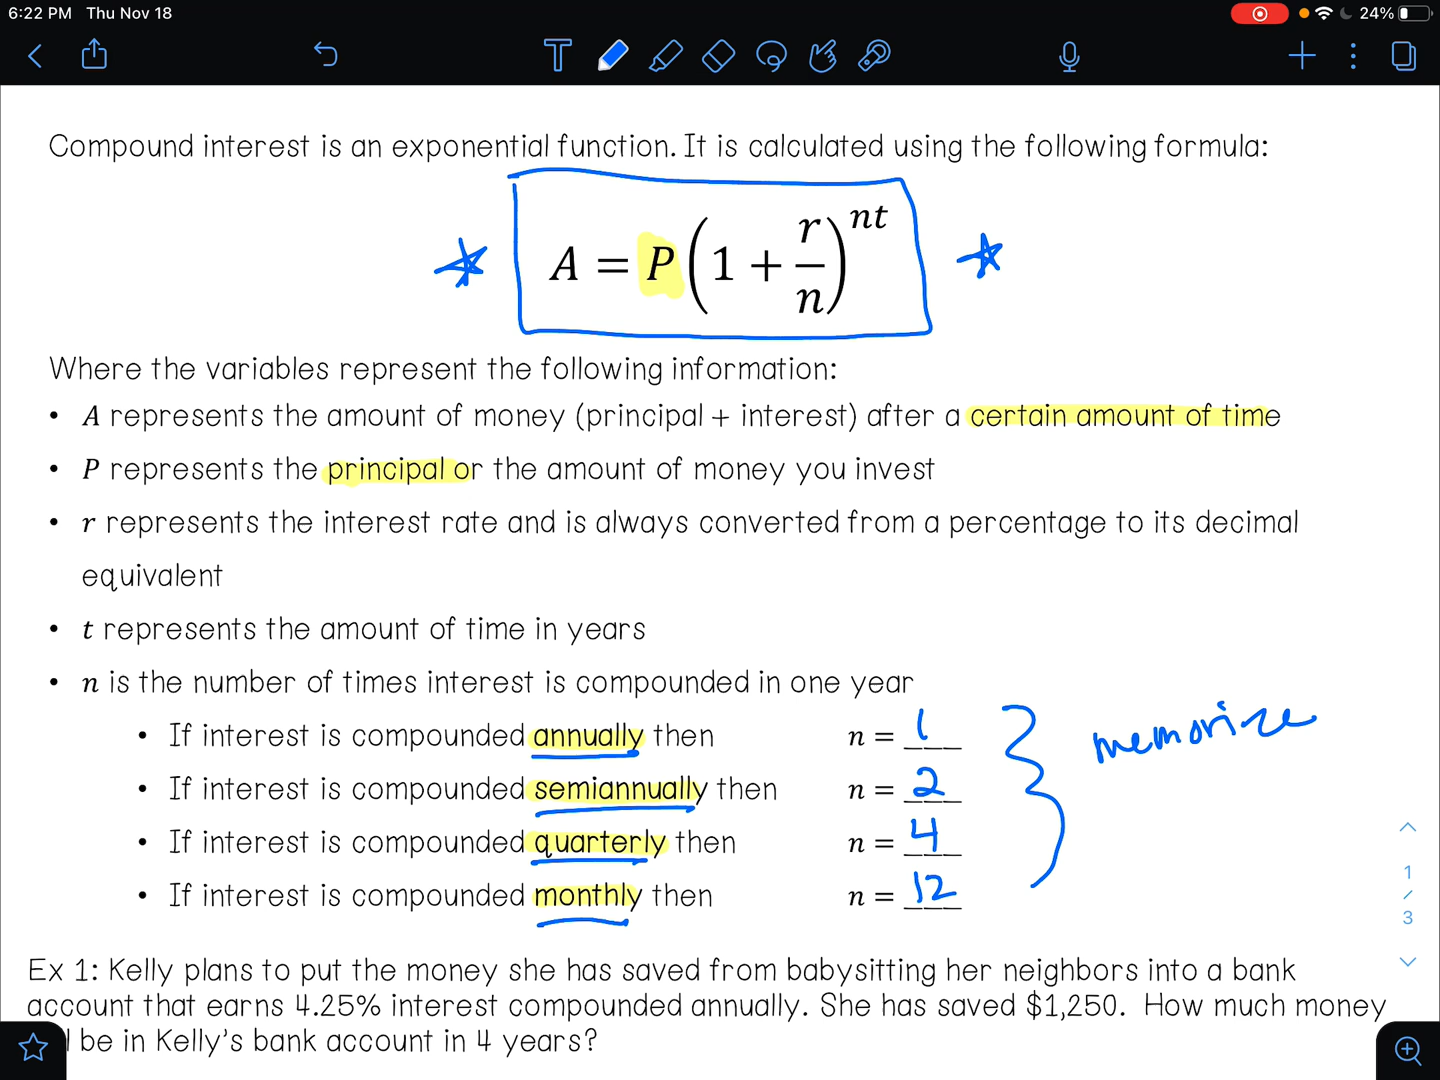 6:22 PM Thu Nov 18
24%
Compound interest is an exponential function. It is calculated using the following formula:
A = P(1 + r/n)^nt
Where the variables represent the following information:
• A represents the amount of money (principal + interest) after a certain amount of time
• P represents the principal or the amount of money you invest
• r represents the interest rate and is always converted from a percentage to its decimal
equivalent
• t represents the amount of time in years
• n is the number of times interest is compounded in one year
• If interest is compounded annually then n = 1
• If interest is compounded semiannually then n = 2
• If interest is compounded quarterly then n = 4
• If interest is compounded monthly then n = 12
memorize
1 / 3
Ex 1: Kelly plans to put the money she has saved from babysitting her neighbors into a bank
account that earns 4.25% interest compounded annually. She has saved $1,250. How much money
be in Kelly's bank account in 4 years?